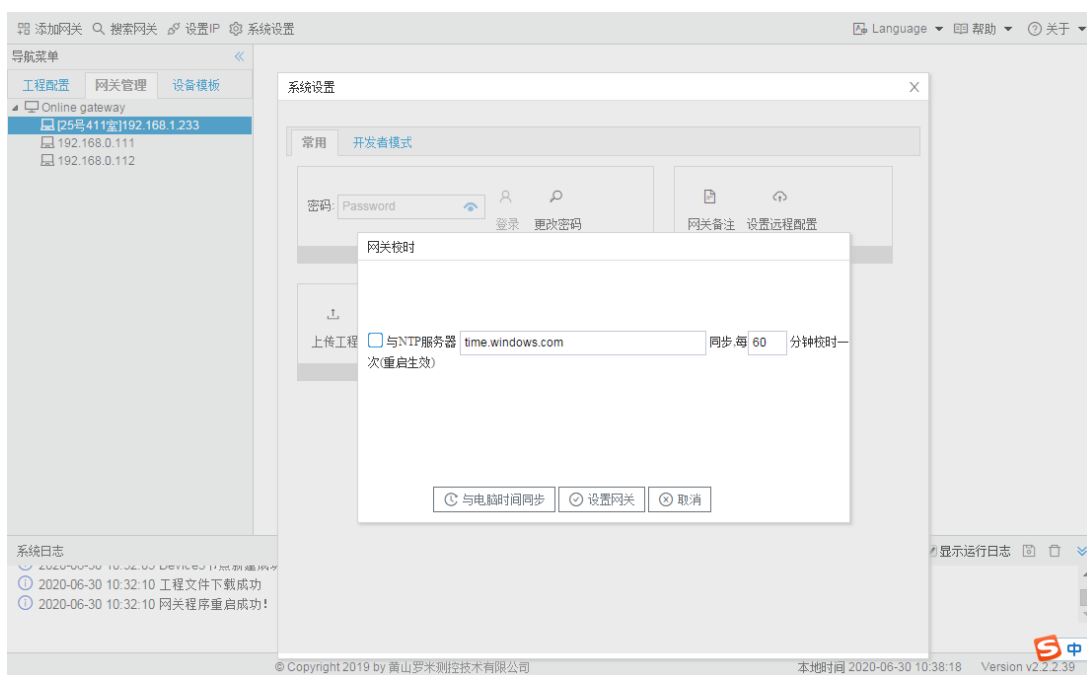 添加网关 搜索网关 设置IP 系统设置 Language 帮助 关于
导航菜单
工程配置 网关管理 设备模板
Online gateway
[25号411室]192.168.1.233
192.168.0.111
192.168.0.112
系统设置
常用 开发者模式
密码: Password 登录 更改密码
网关备注 设置远程配置
网关校时
上传工程
与NTP服务器 time.windows.com 同步,每 60 分钟校时一
次(重启生效)
与电脑时间同步 设置网关 取消
系统日志 显示运行日志
2020-06-30 10:32:10 工程文件下载成功
2020-06-30 10:32:10 网关程序重启成功!
中
© Copyright 2019 by 黄山罗米测控技术有限公司 本地时间 2020-06-30 10:38:18 Version v2.2.2.39